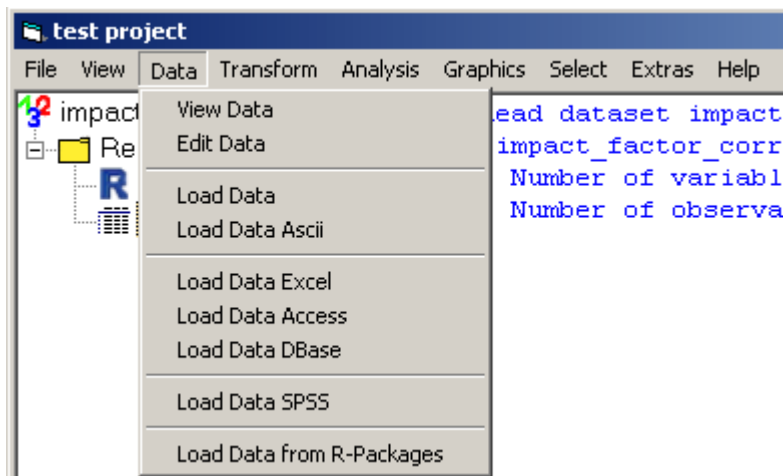 test project
File View Data Transform Analysis Graphics Select Extras Help
impact
Re
R
View Data
Edit Data
Load Data
Load Data Ascii
Load Data Excel
Load Data Access
Load Data DBase
Load Data SPSS
Load Data from R-Packages
ead dataset impact
impact_factor_corr
Number of variabl
Number of observa